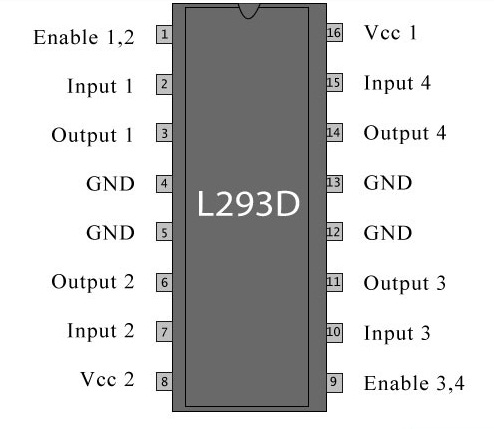 Enable 1,2 1 16 Vcc 1
Input 1 2 15 Input 4
Output 1 3 14 Output 4
GND 4 13 GND
L293D
GND 5 12 GND
Output 2 6 11 Output 3
Input 2 7 10 Input 3
Vcc 2 8 9 Enable 3,4